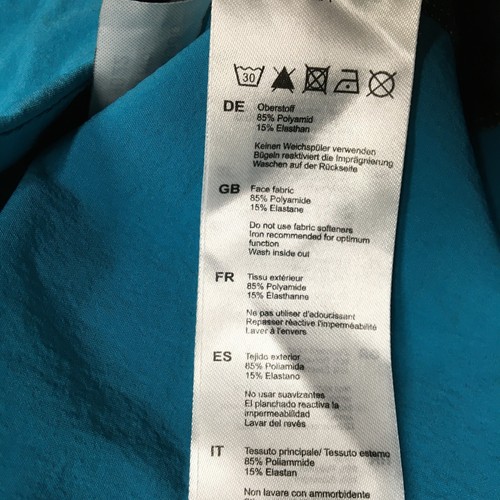 30
DE Oberstoff
85% Polyamid
15% Elasthan
Keinen Weichspüler verwenden
Bügeln reaktiviert die Imprägnierung
Waschen auf der Rückseite
GB Face fabric
85% Polyamide
15% Elastane
Do not use fabric softeners
Iron recommended for optimum
function
Wash inside out
FR Tissu extérieur
85% Polyamide
15% Élasthanne
Ne pas utiliser d'adoucissant
Repasser réactive l'imperméabilité
Laver à l'envers
ES Tejido exterior
85% Poliamida
15% Elastano
No usar suavizantes
El planchado reactiva la
impermeabilidad
Lavar del revés
IT Tessuto principale/ Tessuto esterno
85% Poliammide
15% Elastan
Non lavare con ammorbidente